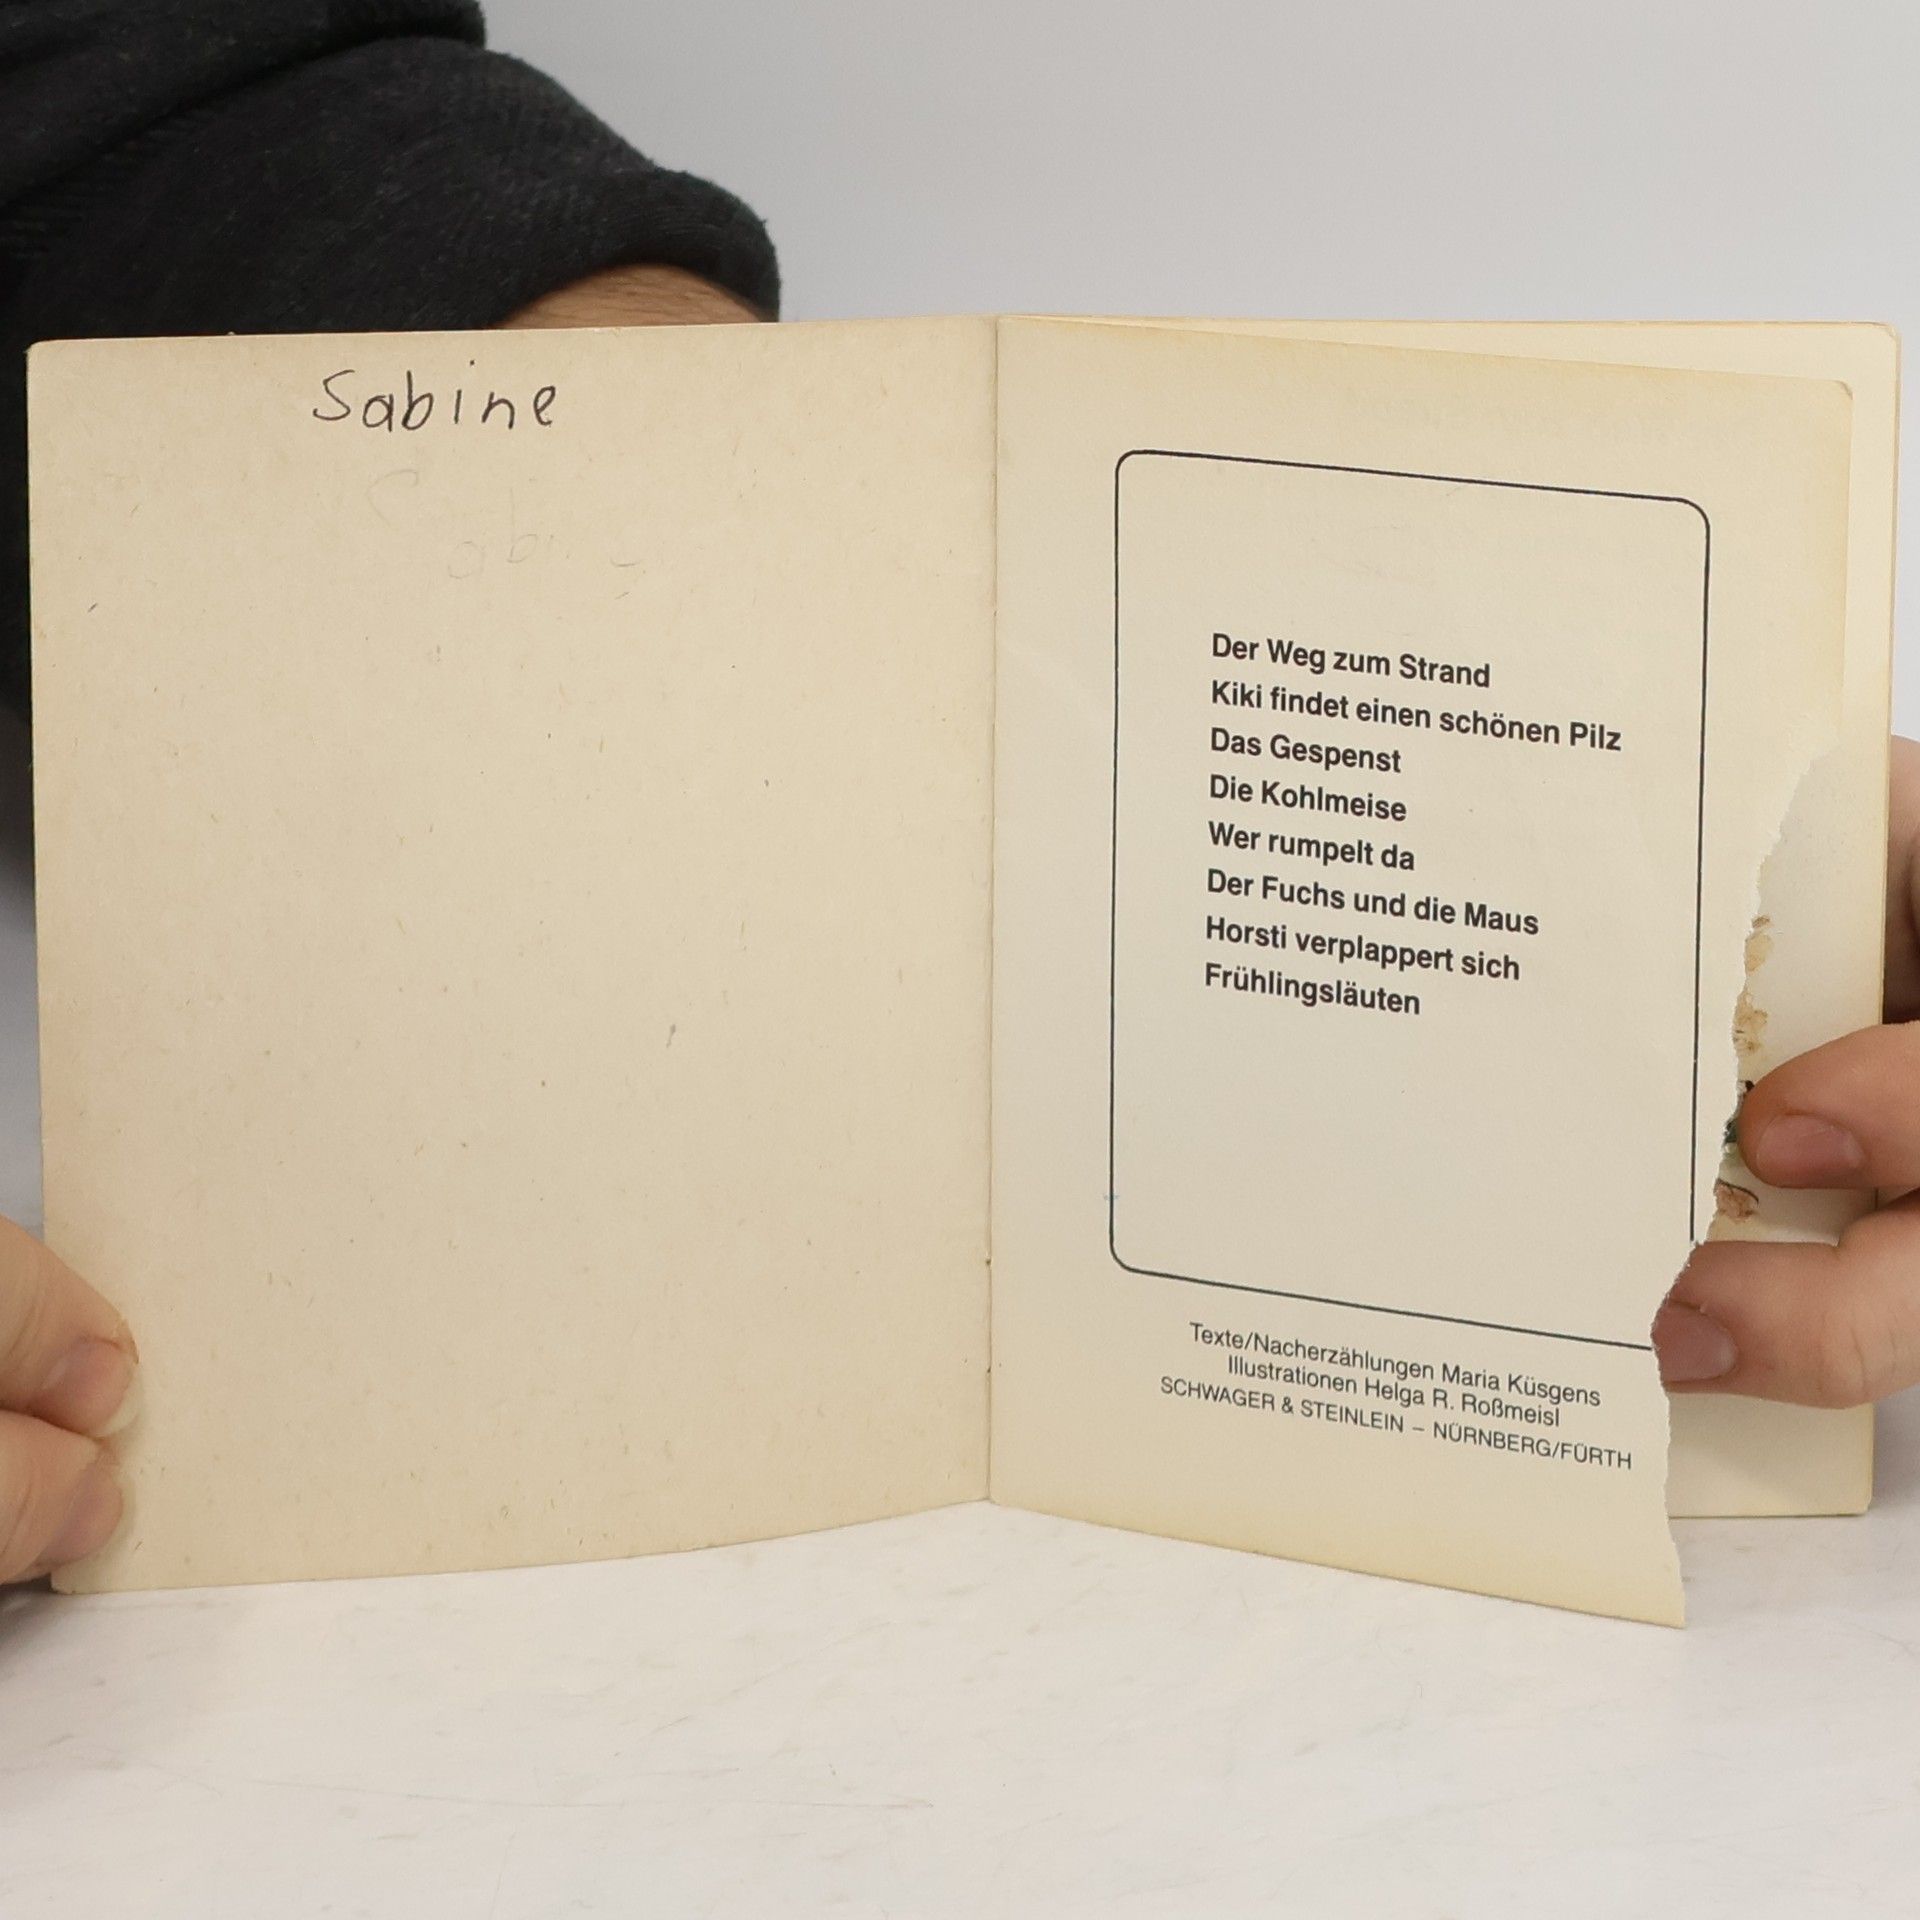 Sabine
Der Weg zum Strand
Kiki findet einen schönen Pilz
Das Gespenst
Die Kohlmeise
Wer rumpelt da
Der Fuchs und die Maus
Horsti verplappert sich
Frühlingsläuten
Texte/Nacherzählungen Maria Küsgens
Illustrationen Helga R. Roßmeisl
SCHWAGER & STEINLEIN – NÜRNBERG/FÜRTH